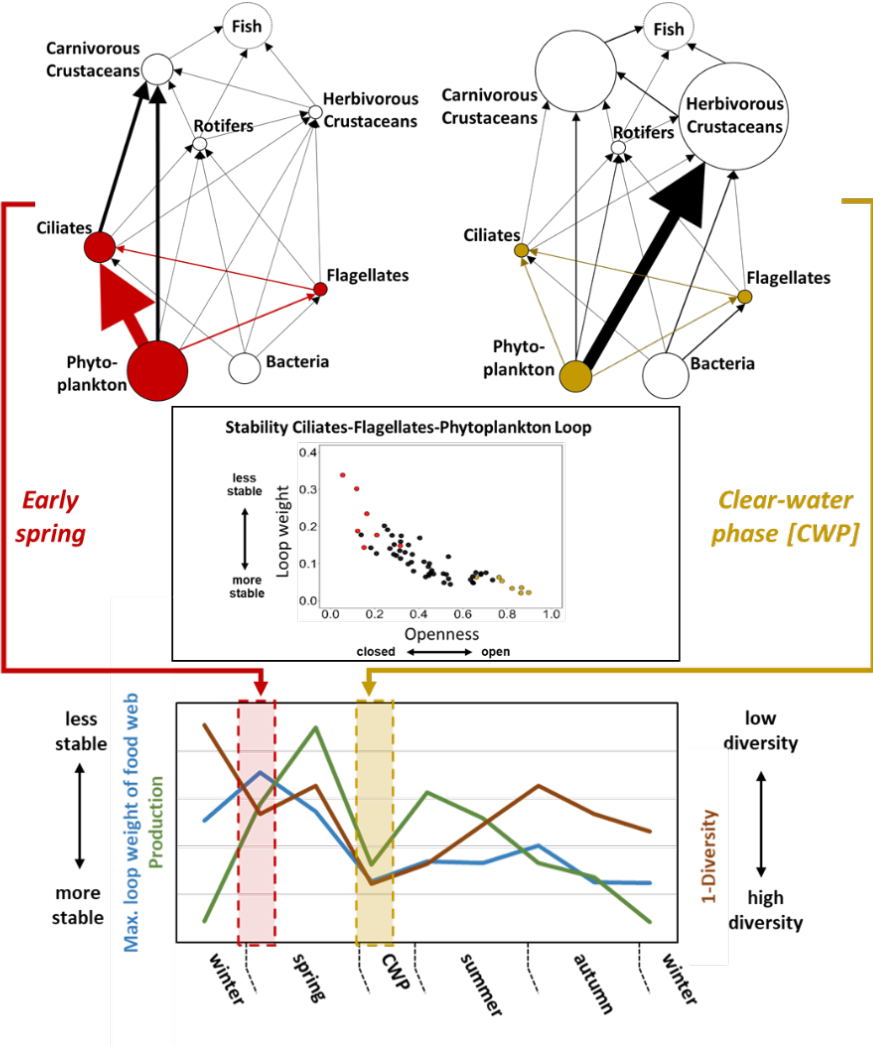 Fish
Carnivorous
Crustaceans
Herbivorous
Crustaceans
Rotifers
Ciliates
Flagellates
Phyto-
plankton
Bacteria
Fish
Carnivorous
Crustaceans
Herbivorous
Crustaceans
Rotifers
Ciliates
Flagellates
Phyto-
plankton
Bacteria
Early
spring
Stability Ciliates-Flagellates-Phytoplankton Loop
less
stable
more
stable
Loop weight
0.4
0.3
0.2
0.1
0.0
0.0 0.2 0.4 0.6 0.8 1.0
Openness
closed open
Clear-water
phase [CWP]
less
stable
more
stable
Max. loop weight of food web
Production
1-Diversity
low
diversity
high
diversity
winter
spring
CWP
summer
autumn
winter